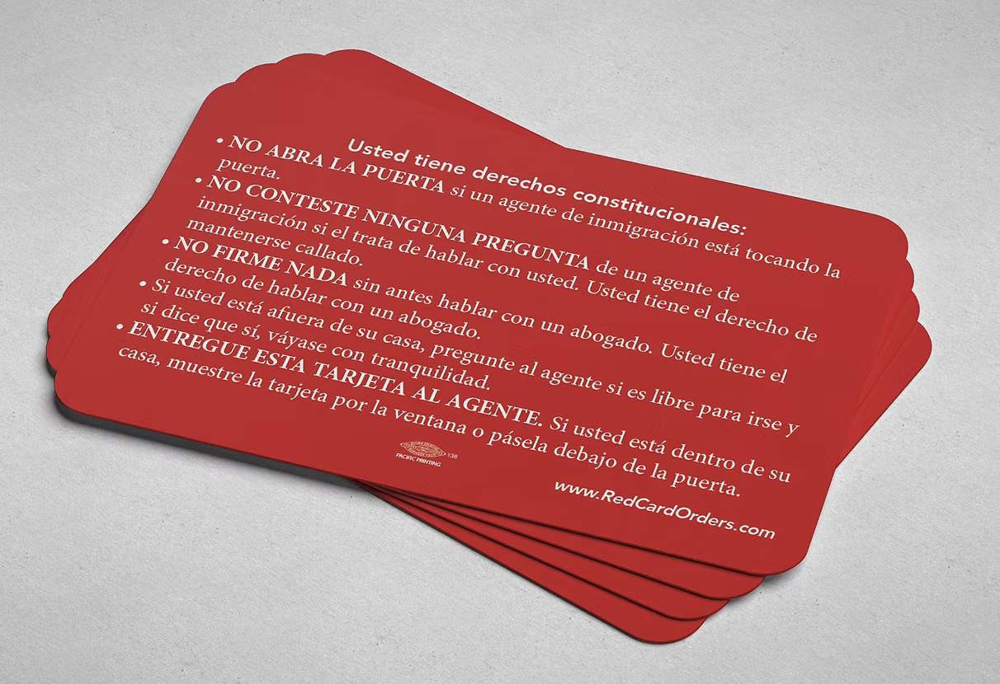 Usted tiene derechos constitucionales:
• NO ABRA LA PUERTA si un agente de inmigración está tocando la
puerta.
• NO CONTESTE NINGUNA PREGUNTA de un agente de
inmigración si el trata de hablar con usted. Usted tiene el derecho de
mantenerse callado.
• NO FIRME NADA sin antes hablar con un abogado. Usted tiene el
derecho de hablar con un abogado.
• Si usted está afuera de su casa, pregunte al agente si es libre para irse y
si dice que sí, váyase con tranquilidad.
• ENTREGUE ESTA TARJETA AL AGENTE. Si usted está dentro de su
casa, muestre la tarjeta por la ventana o pásela debajo de la puerta.
138
PACIFIC PRINTING
www.RedCardOrders.com